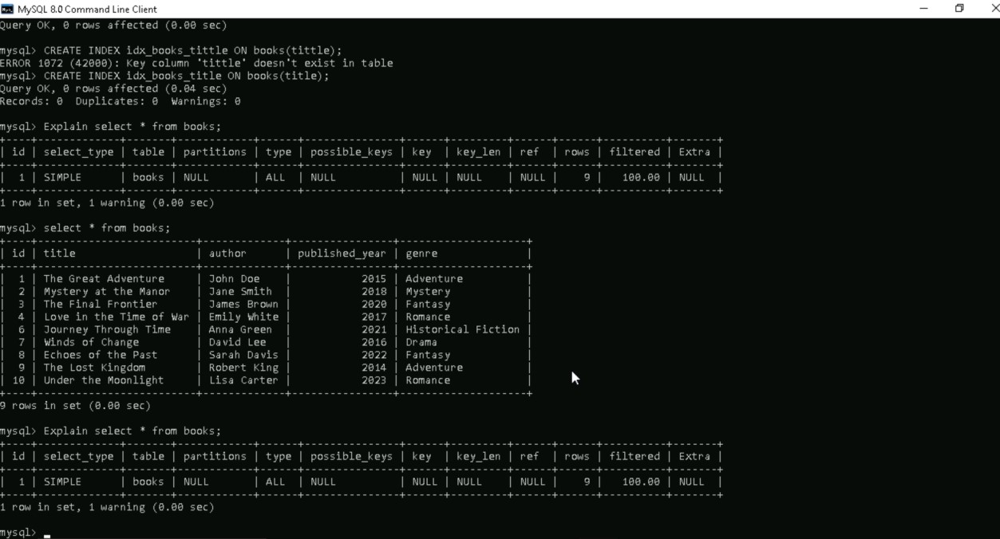 MySQL 8.0 Command Line Client
Query OK, 0 rows affected (0.00 sec)
mysql> CREATE INDEX idx_books_tittle ON books(tittle);
ERROR 1072 (42000): Key column 'tittle' doesn't exist in table
mysql> CREATE INDEX idx_books_title ON books(title);
Query OK, 0 rows affected (0.04 sec)
Records: 0  Duplicates: 0  Warnings: 0
mysql> Explain select * from books;
+----+-------------+-------+------------+------+---------------+------+---------+------+------+----------+-------+
| id | select_type | table | partitions | type | possible_keys | key  | key_len | ref  | rows | filtered | Extra |
+----+-------------+-------+------------+------+---------------+------+---------+------+------+----------+-------+
|  1 | SIMPLE      | books | NULL       | ALL  | NULL          | NULL | NULL    | NULL |    9 |   100.00 | NULL  |
+----+-------------+-------+------------+------+---------------+------+---------+------+------+----------+-------+
1 row in set, 1 warning (0.00 sec)
mysql> select * from books;
+----+-------------------------+--------------+----------------+--------------------+
| id | title                   | author       | published_year | genre              |
+----+-------------------------+--------------+----------------+--------------------+
|  1 | The Great Adventure     | John Doe     |           2015 | Adventure          |
|  2 | Mystery at the Manor    | Jane Smith   |           2018 | Mystery            |
|  3 | The Final Frontier      | James Brown  |           2020 | Fantasy            |
|  4 | Love in the Time of War | Emily White  |           2017 | Romance            |
|  6 | Journey Through Time    | Anna Green   |           2021 | Historical Fiction |
|  7 | Winds of Change         | David Lee    |           2016 | Drama              |
|  8 | Echoes of the Past      | Sarah Davis  |           2022 | Fantasy            |
|  9 | The Lost Kingdom        | Robert King  |           2014 | Adventure          |
| 10 | Under the Moonlight     | Lisa Carter  |           2023 | Romance            |
+----+-------------------------+--------------+----------------+--------------------+
9 rows in set (0.00 sec)
mysql> Explain select * from books;
+----+-------------+-------+------------+------+---------------+------+---------+------+------+----------+-------+
| id | select_type | table | partitions | type | possible_keys | key  | key_len | ref  | rows | filtered | Extra |
+----+-------------+-------+------------+------+---------------+------+---------+------+------+----------+-------+
|  1 | SIMPLE      | books | NULL       | ALL  | NULL          | NULL | NULL    | NULL |    9 |   100.00 | NULL  |
+----+-------------+-------+------------+------+---------------+------+---------+------+------+----------+-------+
1 row in set, 1 warning (0.00 sec)
mysql>